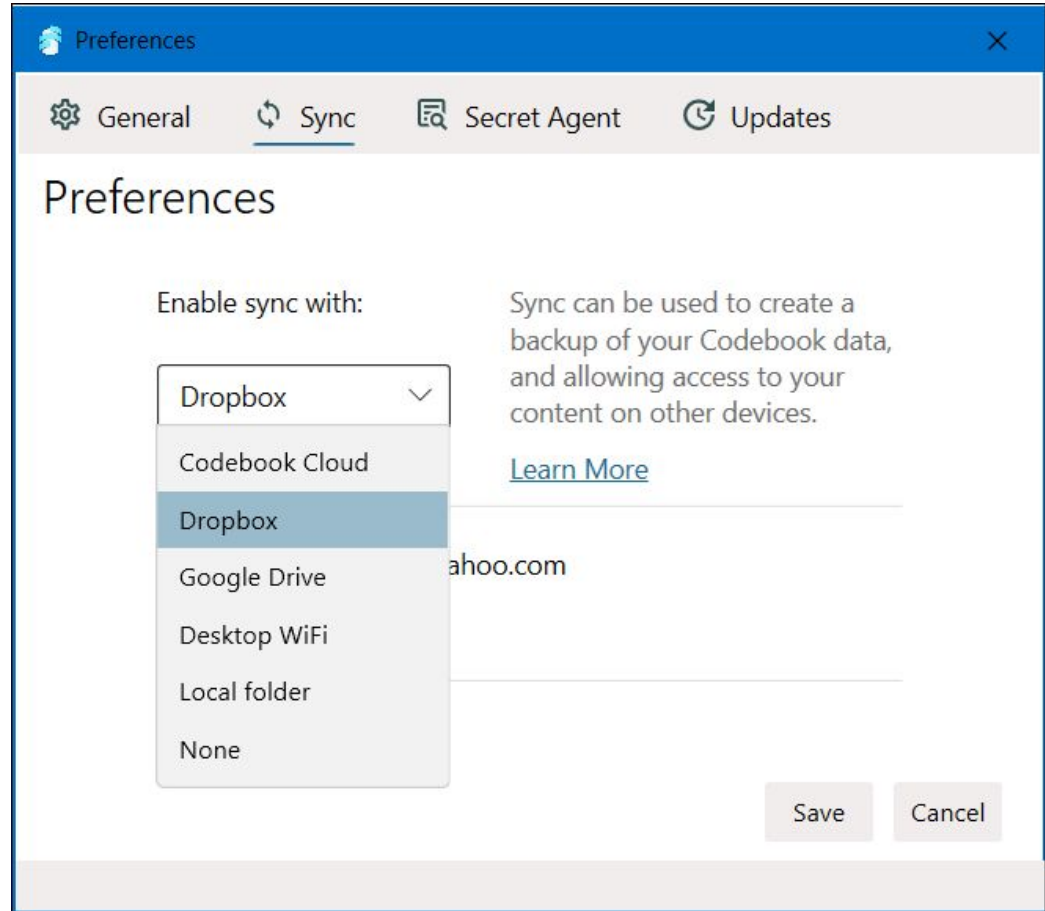 Preferences
General
Sync
Secret Agent
Updates
Preferences
Enable sync with:
Sync can be used to create a
backup of your Codebook data,
and allowing access to your
content on other devices.
Learn More
Dropbox
Codebook Cloud
Dropbox
Google Drive
Desktop WiFi
Local folder
None
ahoo.com
Save
Cancel